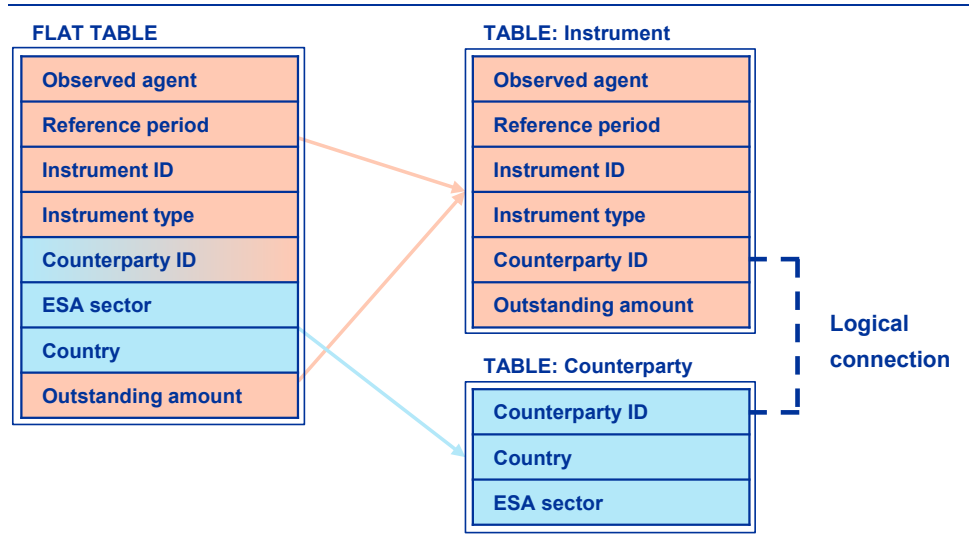 FLAT TABLE
Observed agent
Reference period
Instrument ID
Instrument type
Counterparty ID
ESA sector
Country
Outstanding amount
TABLE: Instrument
Observed agent
Reference period
Instrument ID
Instrument type
Counterparty ID
Outstanding amount
TABLE: Counterparty
Counterparty ID
Country
ESA sector
Logical
connection